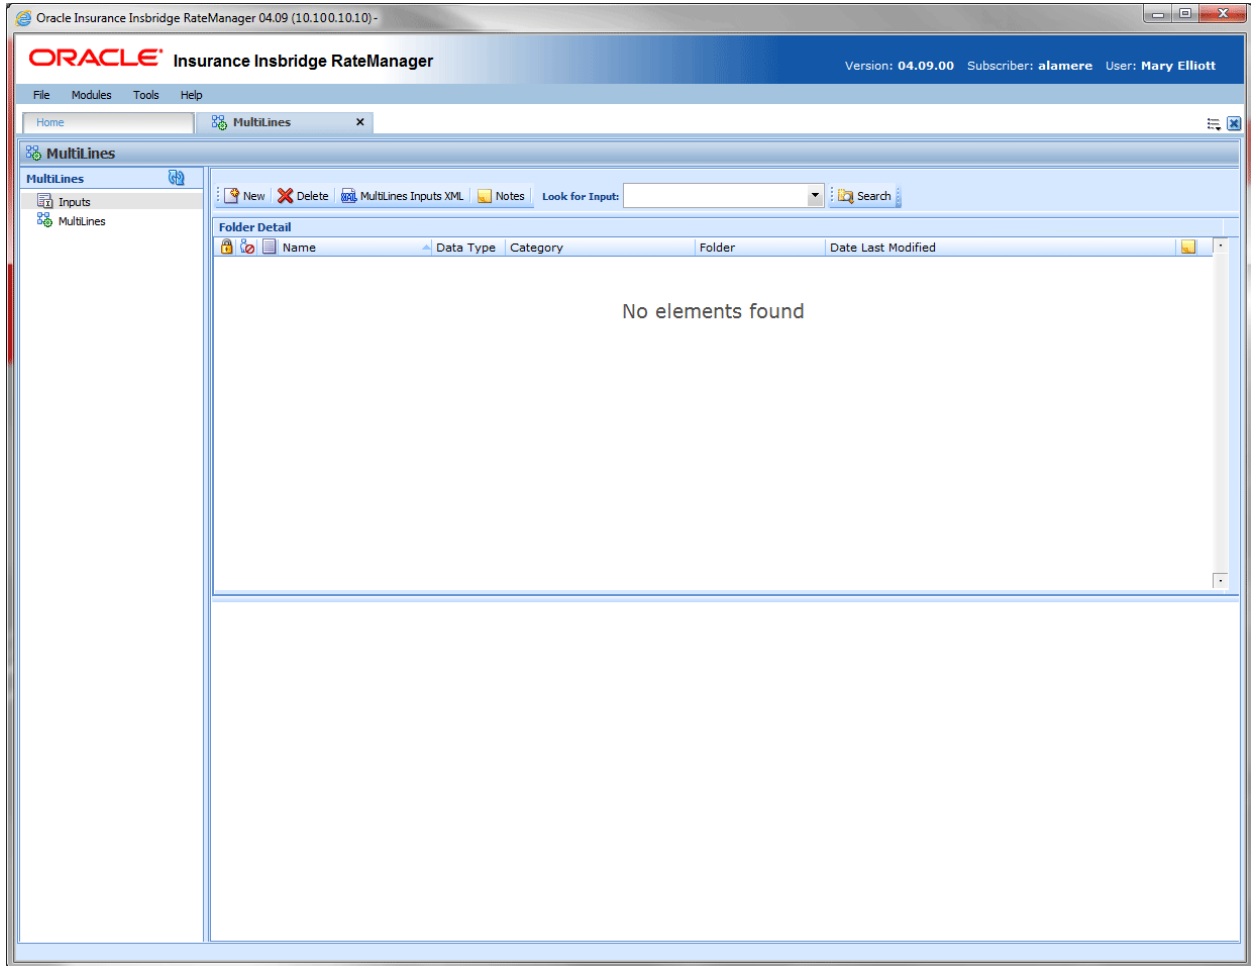 Oracle Insurance Insbridge RateManager 04.09 (10.100.10.10) -
ORACLE® Insurance Insbridge RateManager
Version: 04.09.00 Subscriber: alamere User: Mary Elliott
File Modules Tools Help
Home MultiLines x
MultiLines
MultiLines
Inputs
MultiLines
New Delete MultiLines Inputs XML Notes Look for Input: Search
Folder Detail
Name Data Type Category Folder Date Last Modified
No elements found